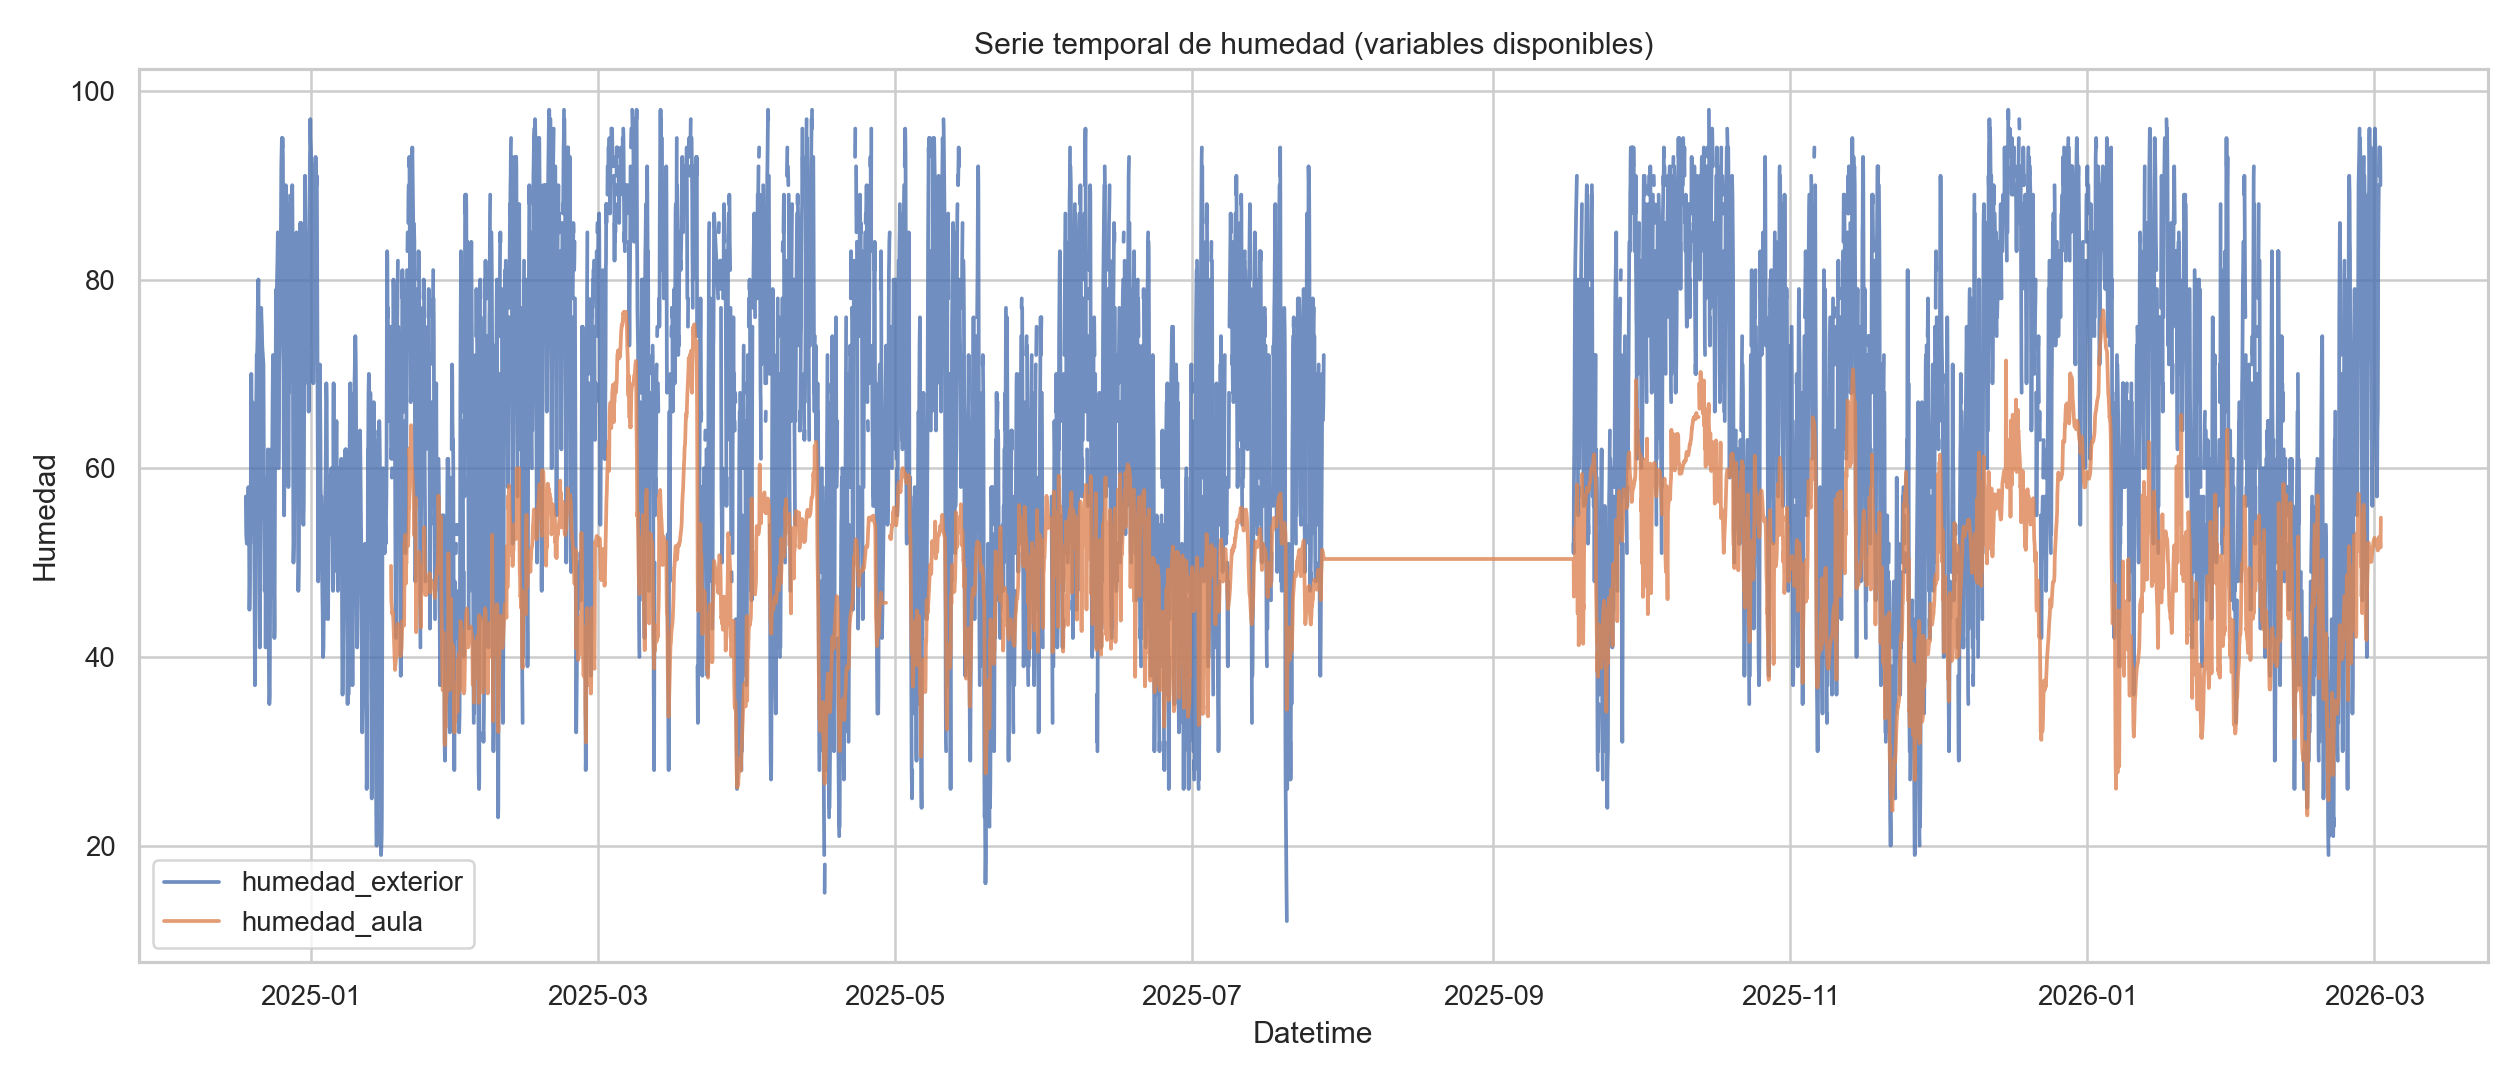 Serie temporal de humedad (variables disponibles)
100
80
60
40
20
Humedad
humedad_exterior
humedad_aula
2025-01
2025-03
2025-05
2025-07
2025-09
2025-11
2026-01
2026-03
Datetime